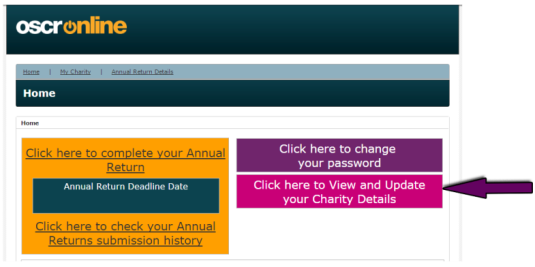 oscronline
Home | My Charity | Annual Return Details
Home
Home
Click here to complete your Annual
Return
Annual Return Deadline Date
Click here to check your Annual
Returns submission history
Click here to change
your password
Click here to View and Update
your Charity Details